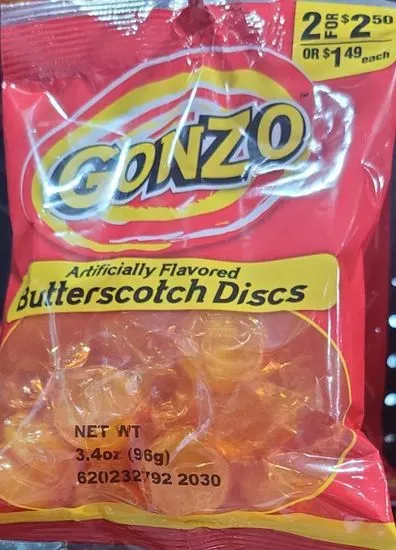 2 FOR $2 50
OR $1 49 each
GONZO™
Artificially Flavored
Butterscotch Discs
NET WT
3.4oz (96g)
620232792 2030